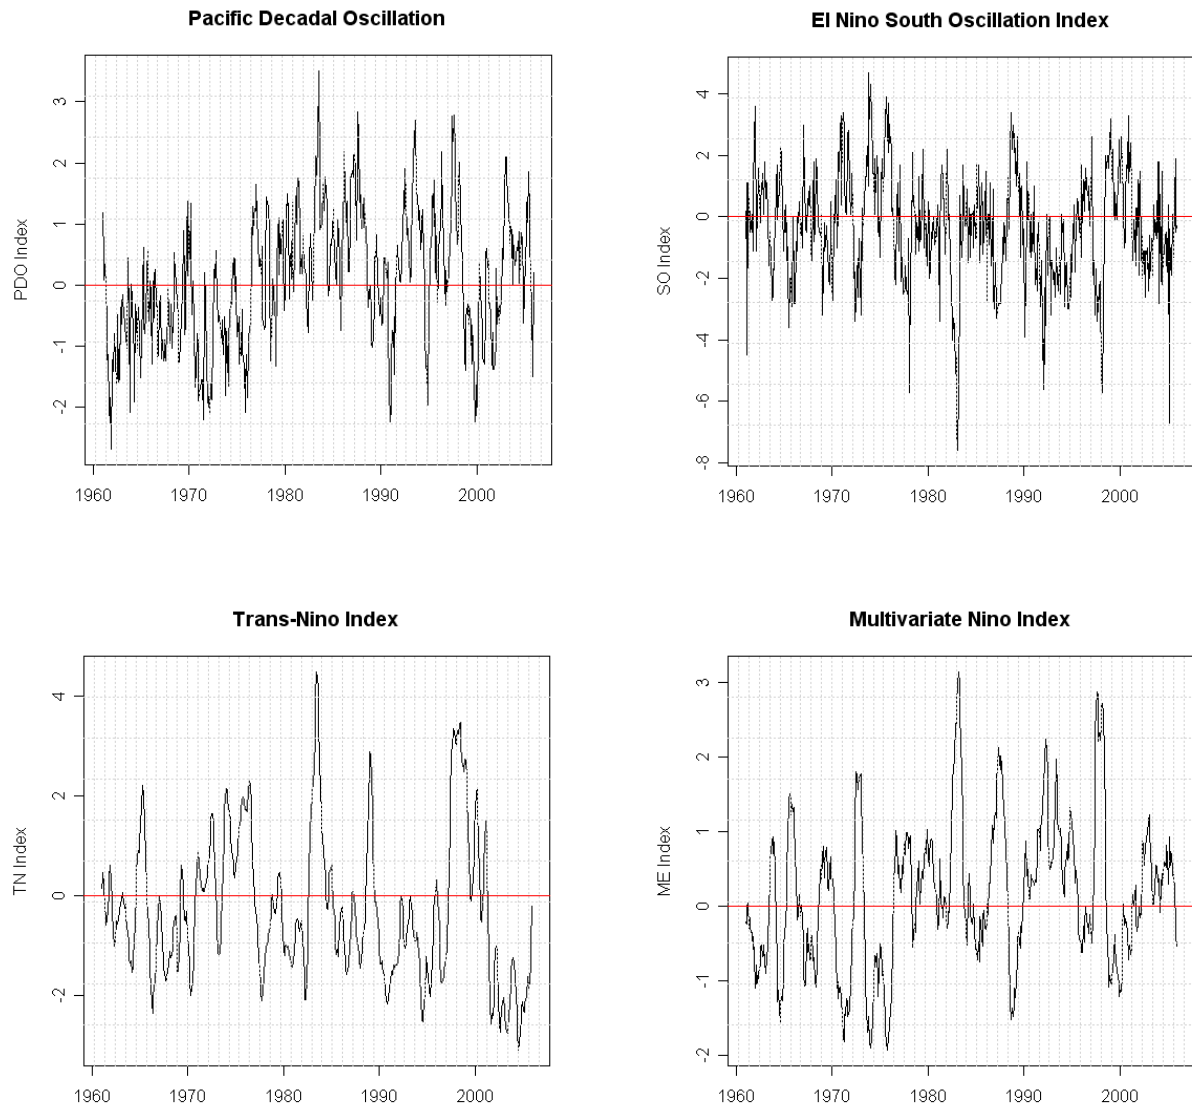 Pacific Decadal Oscillation
PDO Index
3
2
1
0
-1
-2
1960 1970 1980 1990 2000
El Nino South Oscillation Index
SO Index
4
2
0
-2
-4
-6
-8
1960 1970 1980 1990 2000
Trans-Nino Index
TN Index
4
2
0
-2
1960 1970 1980 1990 2000
Multivariate Nino Index
ME Index
3
2
1
0
-1
-2
1960 1970 1980 1990 2000